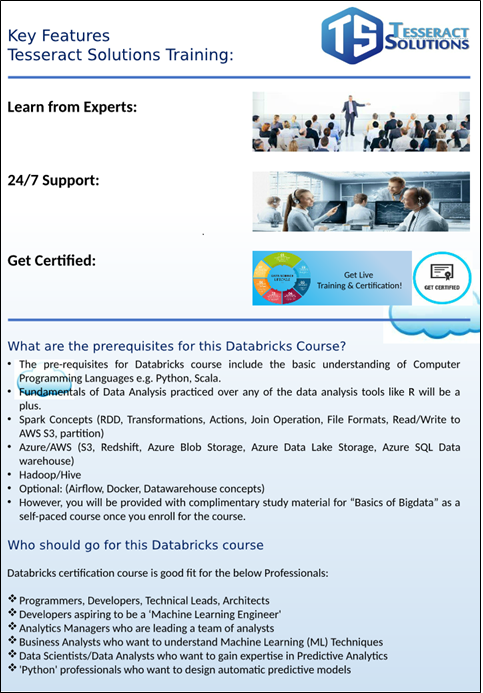 Key Features
Tesseract Solutions Training:
TS TESSERACT
SOLUTIONS
Learn from Experts:
24/7 Support:
.
Get Certified:
Get Live
Training & Certification!
GET CERTIFIED
What are the prerequisites for this Databricks Course?
• The pre-requisites for Databricks course include the basic understanding of Computer
Programming Languages e.g. Python, Scala.
• Fundamentals of Data Analysis practiced over any of the data analysis tools like R will be a
plus.
• Spark Concepts (RDD, Transformations, Actions, Join Operation, File Formats, Read/Write to
AWS S3, partition)
• Azure/AWS (S3, Redshift, Azure Blob Storage, Azure Data Lake Storage, Azure SQL Data
warehouse)
• Hadoop/Hive
• Optional: (Airflow, Docker, Datawarehouse concepts)
• However, you will be provided with complimentary study material for “Basics of Bigdata” as a
self-paced course once you enroll for the course.
Who should go for this Databricks course
Databricks certification course is good fit for the below Professionals:
❖ Programmers, Developers, Technical Leads, Architects
❖ Developers aspiring to be a ‘Machine Learning Engineer'
❖ Analytics Managers who are leading a team of analysts
❖ Business Analysts who want to understand Machine Learning (ML) Techniques
❖ Data Scientists/Data Analysts who want to gain expertise in Predictive Analytics
❖ 'Python' professionals who want to design automatic predictive models